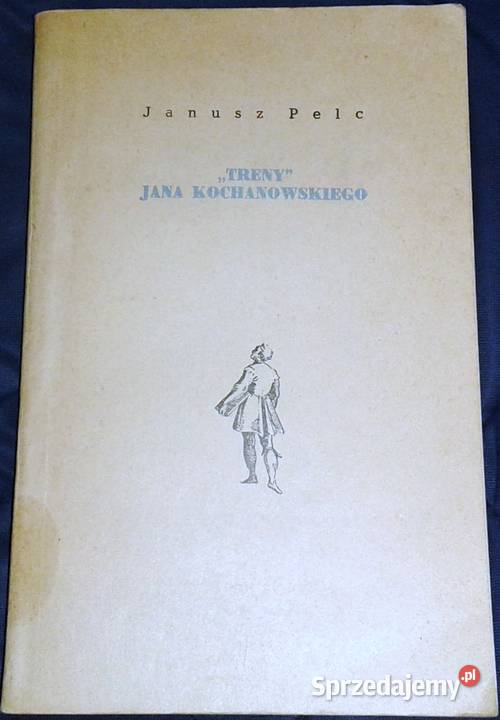 Janusz Pelc
„TRENY”
JANA KOCHANOWSKIEGO
Sprzedajemy.pl